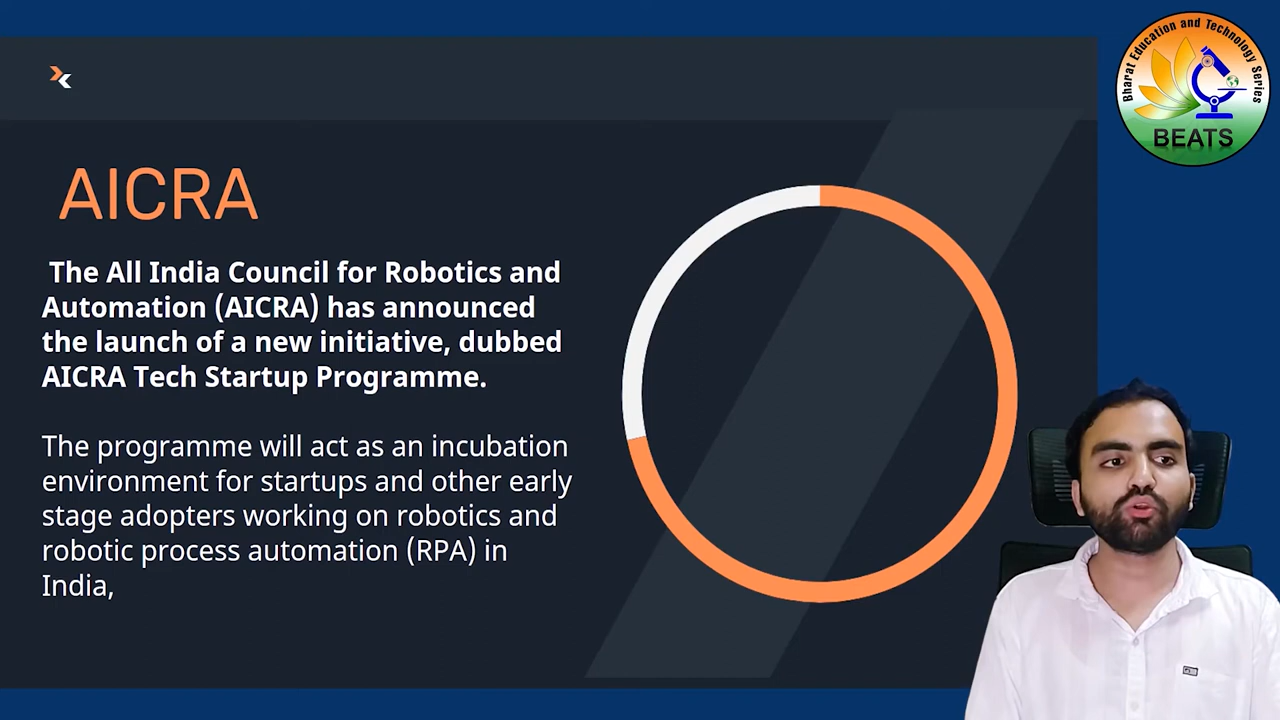 Bharat Education and Technology Series
BEATS
AICRA
The All India Council for Robotics and
Automation (AICRA) has announced
the launch of a new initiative, dubbed
AICRA Tech Startup Programme.
The programme will act as an incubation
environment for startups and other early
stage adopters working on robotics and
robotic process automation (RPA) in
India,